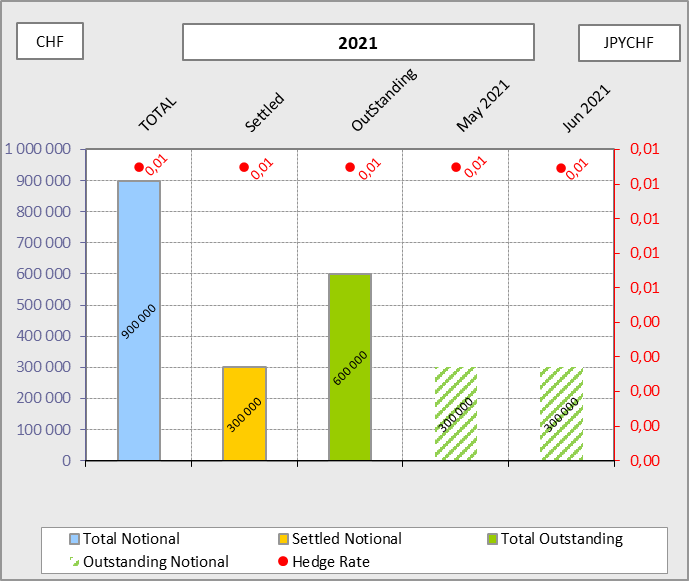 CHF
2021
JPYCHF
TOTAL
Settled
OutStanding
May 2021
Jun 2021
1 000 000
900 000
800 000
700 000
600 000
500 000
400 000
300 000
200 000
100 000
0
0,01
0,01
0,01
0,01
0,01
900 000
300 000
600 000
300 000
300 000
0,01
0,01
0,01
0,01
0,01
0,00
0,00
0,00
0,00
0,00
Total Notional
Settled Notional
Total Outstanding
Outstanding Notional
Hedge Rate